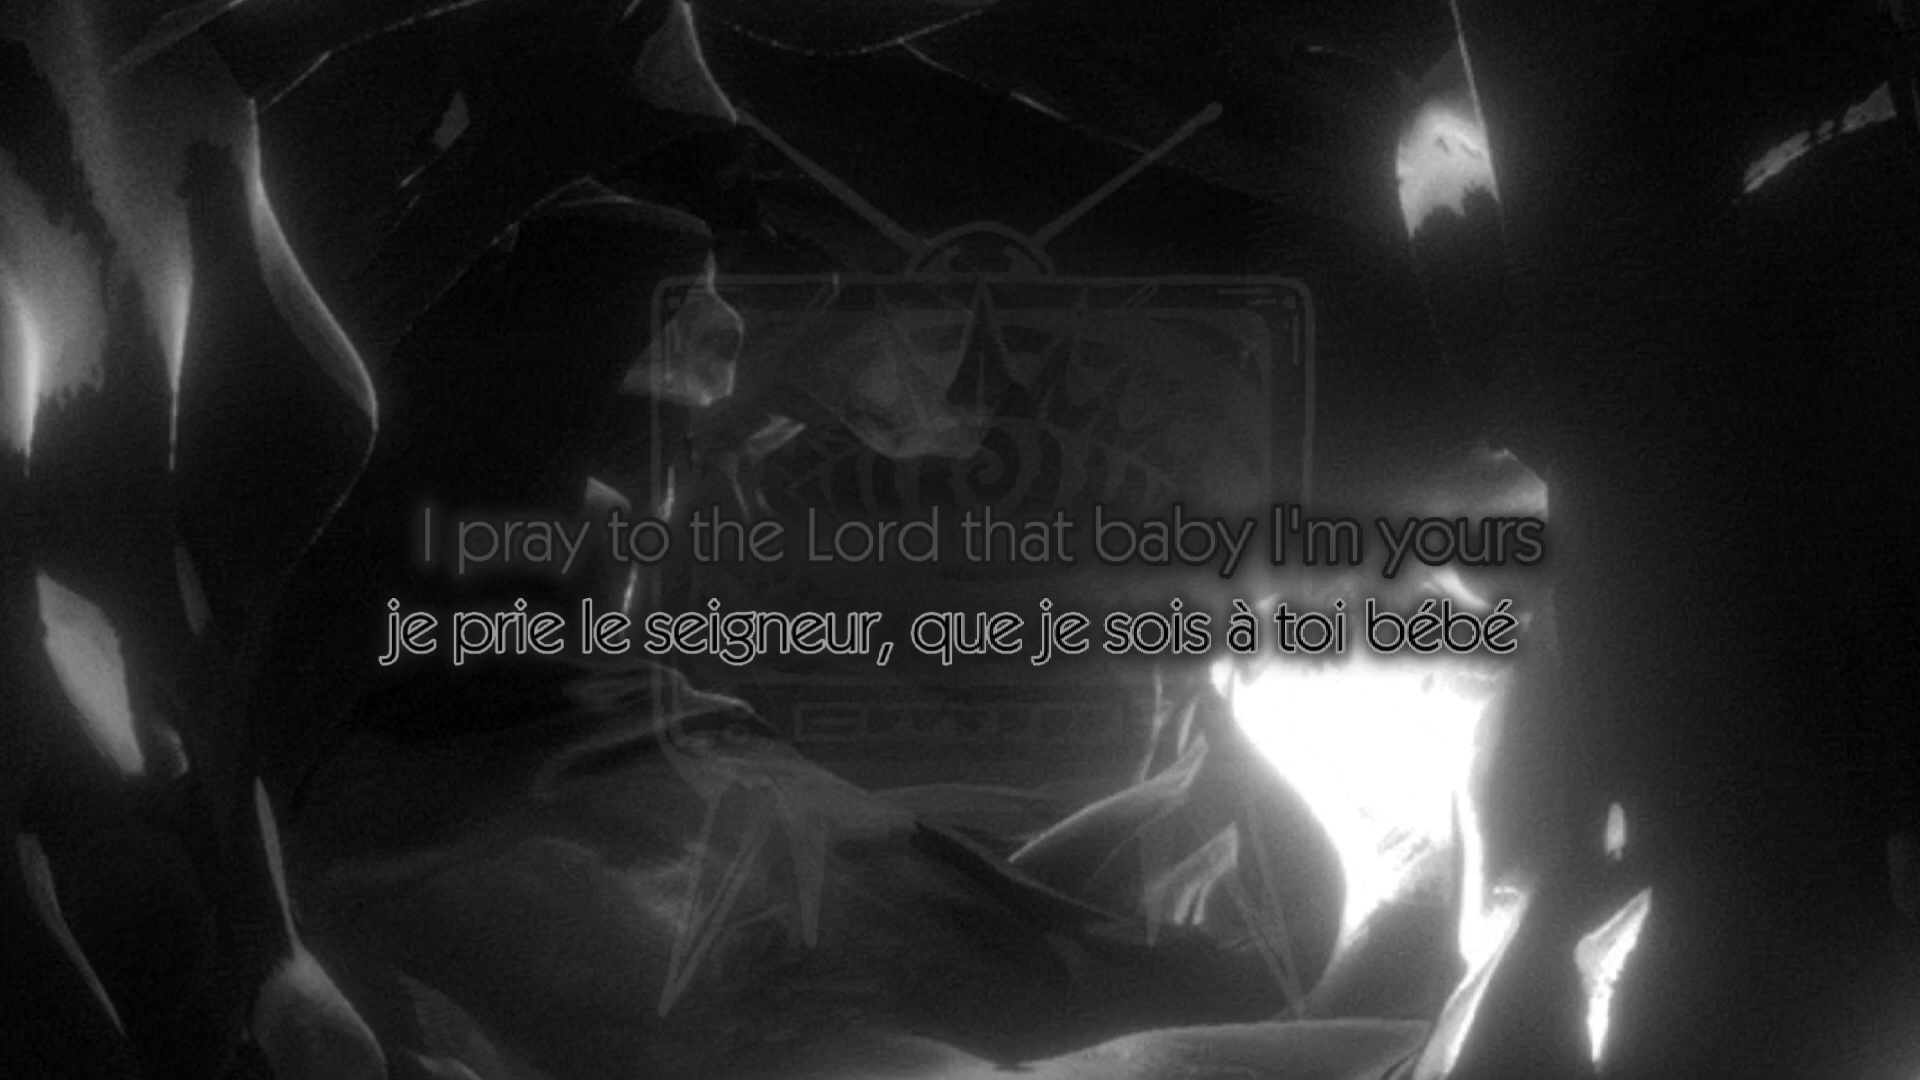 I pray to the Lord that baby I'm yours
je prie le seigneur, que je sois à toi bébé